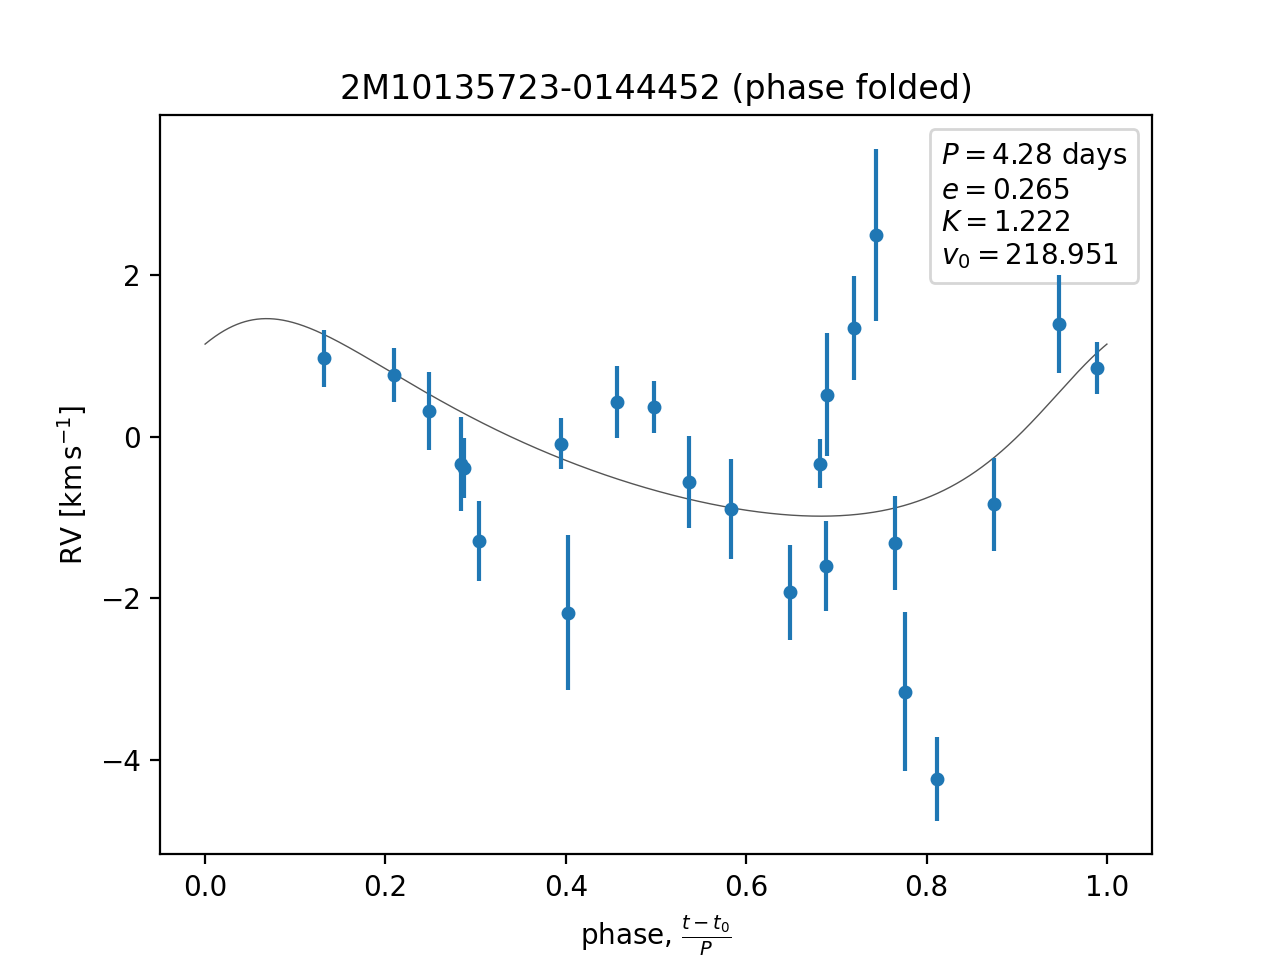 2M10135723-0144452 (phase folded)
P = 4.28 days
e = 0.265
K = 1.222
v₀ = 218.951
RV [km s⁻¹]
2
0
−2
−4
0.0 0.2 0.4 0.6 0.8 1.0
phase, (t − t₀)/P